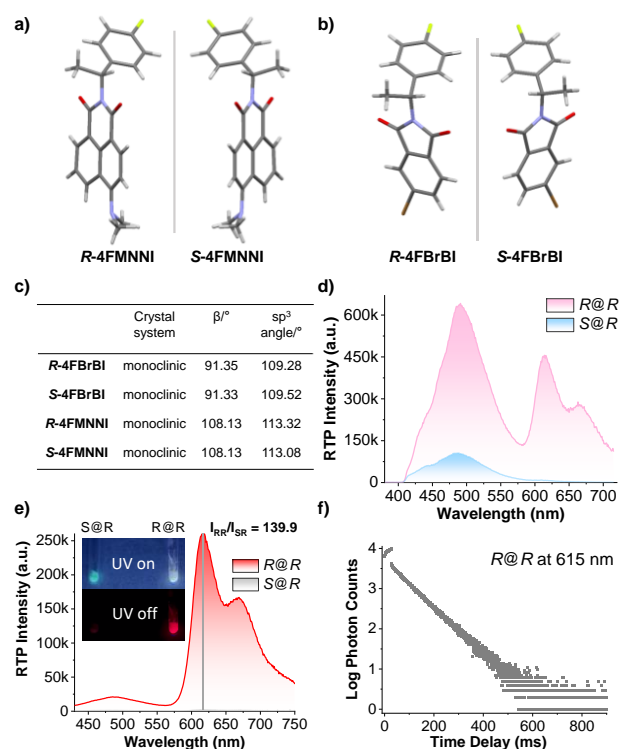 a)
b)
R-4FMNNI
S-4FMNNI
R-4FBrBI
S-4FBrBI
c)
Crystal system
β/°
sp³ angle/°
R-4FBrBI monoclinic 91.35 109.28
S-4FBrBI monoclinic 91.33 109.52
R-4FMNNI monoclinic 108.13 113.32
S-4FMNNI monoclinic 108.13 113.08
d)
R@R
S@R
RTP Intensity (a.u.)
600k
450k
300k
150k
0
400 450 500 550 600 650 700
Wavelength (nm)
e)
S@R R@R
I_RR/I_SR = 139.9
UV on
UV off
R@R
S@R
RTP Intensity (a.u.)
250k
200k
150k
100k
50k
0
450 500 550 600 650 700 750
Wavelength (nm)
f)
R@R at 615 nm
Log Photon Counts
4
3
2
1
0
0 200 400 600 800
Time Delay (ms)